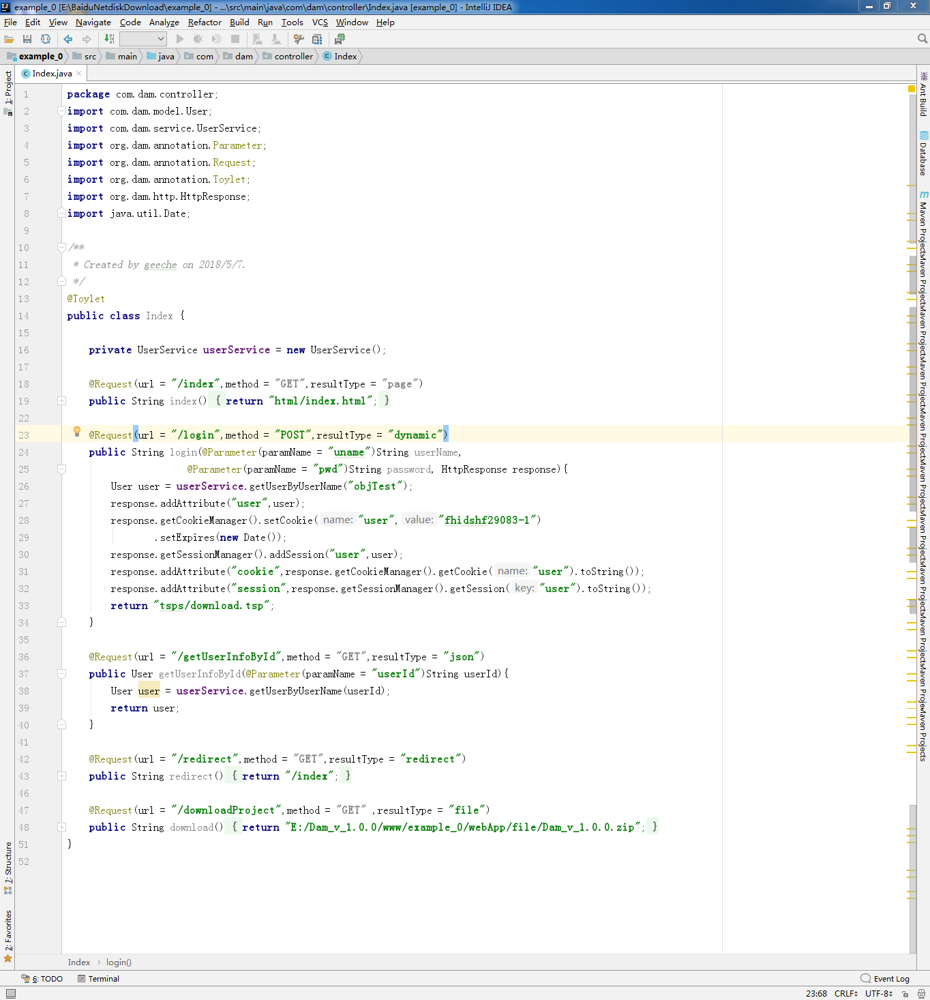 example_0 [E:\BaiduNetdiskDownload\example_0] - ...\src\main\java\com\dam\controller\Index.java [example_0] - IntelliJ IDEA
File Edit View Navigate Code Analyze Refactor Build Run Tools VCS Window Help
example_0 src main java com dam controller Index
Index.java
1: Project
7: Structure
2: Favorites
1 package com.dam.controller;
2 import com.dam.model.User;
3 import com.dam.service.UserService;
4 import org.dam.annotation.Parameter;
5 import org.dam.annotation.Request;
6 import org.dam.annotation.Toylet;
7 import org.dam.http.HttpResponse;
8 import java.util.Date;
9
10 /**
11 * Created by geeche on 2018/5/7.
12 */
13 @Toylet
14 public class Index {
15
16 private UserService userService = new UserService();
17
18 @Request(url = "/index",method = "GET",resultType = "page")
19 public String index() { return "html/index.html"; }
22
23 @Request(url = "/login",method = "POST",resultType = "dynamic")
24 public String login(@Parameter(paramName = "uname")String userName,
25 @Parameter(paramName = "pwd")String password, HttpResponse response){
26 User user = userService.getUserByUserName("objTest");
27 response.addAttribute("user",user);
28 response.getCookieManager().setCookie( name: "user", value: "fhidshf29083-1")
29 .setExpires(new Date());
30 response.getSessionManager().addSession("user",user);
31 response.addAttribute("cookie",response.getCookieManager().getCookie( name: "user").toString());
32 response.addAttribute("session",response.getSessionManager().getSession( key: "user").toString());
33 return "tsps/download.tsp";
34 }
35
36 @Request(url = "/getUserInfoById",method = "GET",resultType = "json")
37 public User getUserInfoById(@Parameter(paramName = "userId")String userId){
38 User user = userService.getUserByUserName(userId);
39 return user;
40 }
41
42 @Request(url = "/redirect",method = "GET",resultType = "redirect")
43 public String redirect() { return "/index"; }
46
47 @Request(url = "/downloadProject",method = "GET" ,resultType = "file")
48 public String download() { return "E:/Dam_v_1.0.0/www/example_0/webApp/file/Dam_v_1.0.0.zip"; }
51 }
52
Ant Build
Database
m Maven Projects
Index › login()
6: TODO Terminal Event Log
23:68 CRLF UTF-8